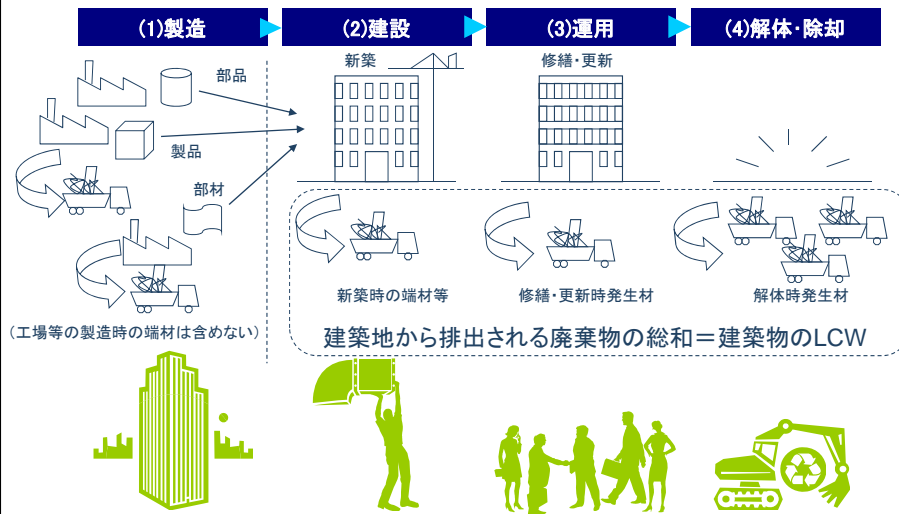 (1)製造
(2)建設
(3)運用
(4)解体・除却
部品
製品
部材
新築
修繕・更新
新築時の端材等
修繕・更新時発生材
解体時発生材
(工場等の製造時の端材は含めない)
建築地から排出される廃棄物の総和=建築物のLCW